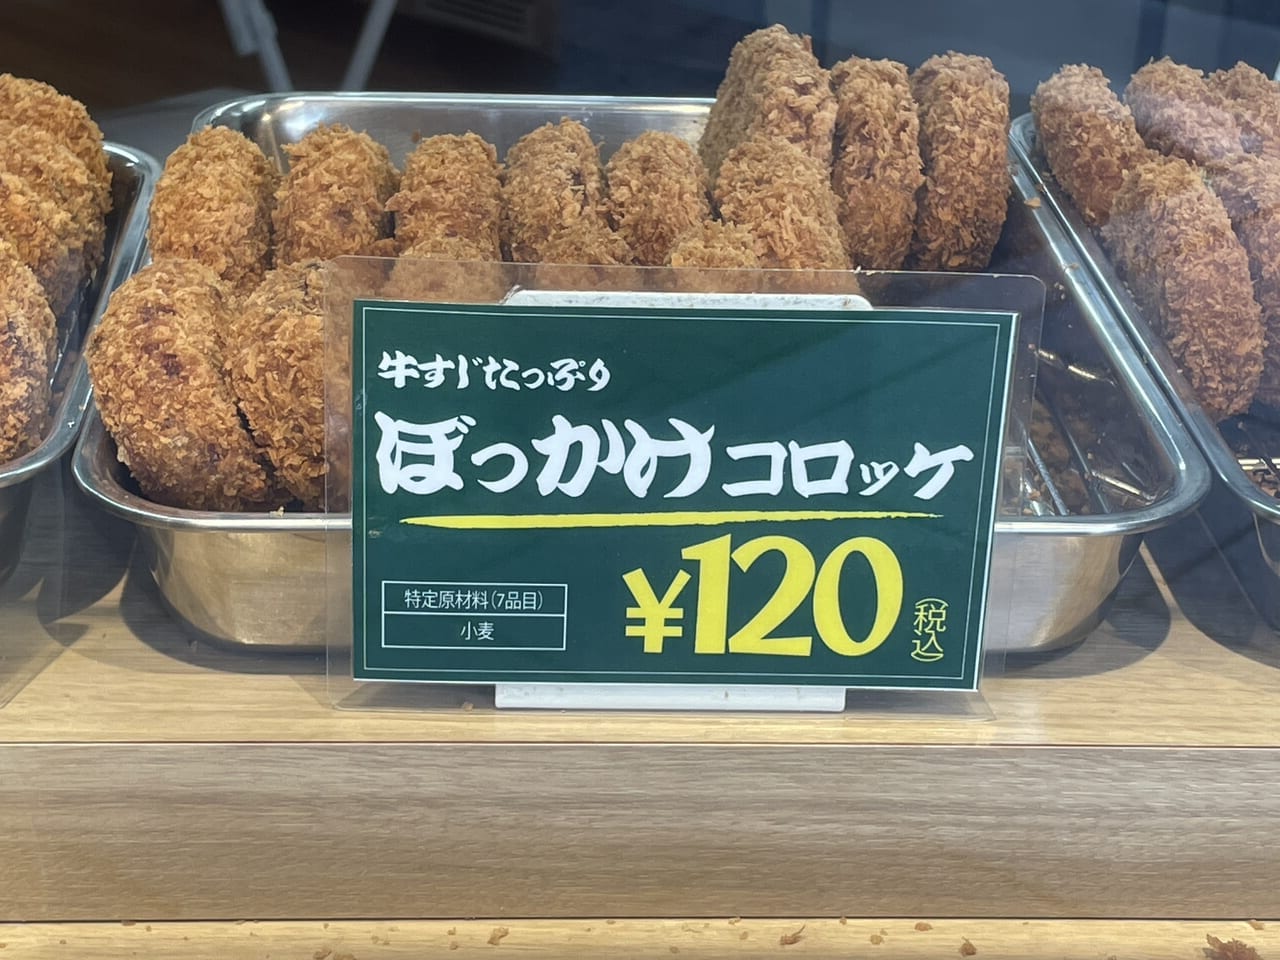 牛すじたっぷり
ぼっかけコロッケ
¥120(税込)
特定原材料(7品目)
小麦